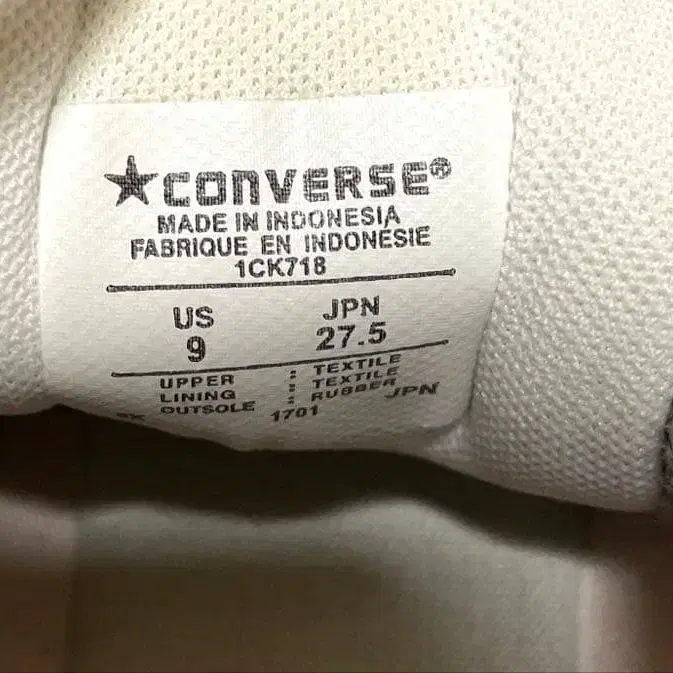 ★CONVERSE®
MADE IN INDONESIA
FABRIQUE EN INDONESIE
1CK718
US JPN
9 27.5
UPPER : TEXTILE
LINING : TEXTILE
OUTSOLE : RUBBER JPN
1701